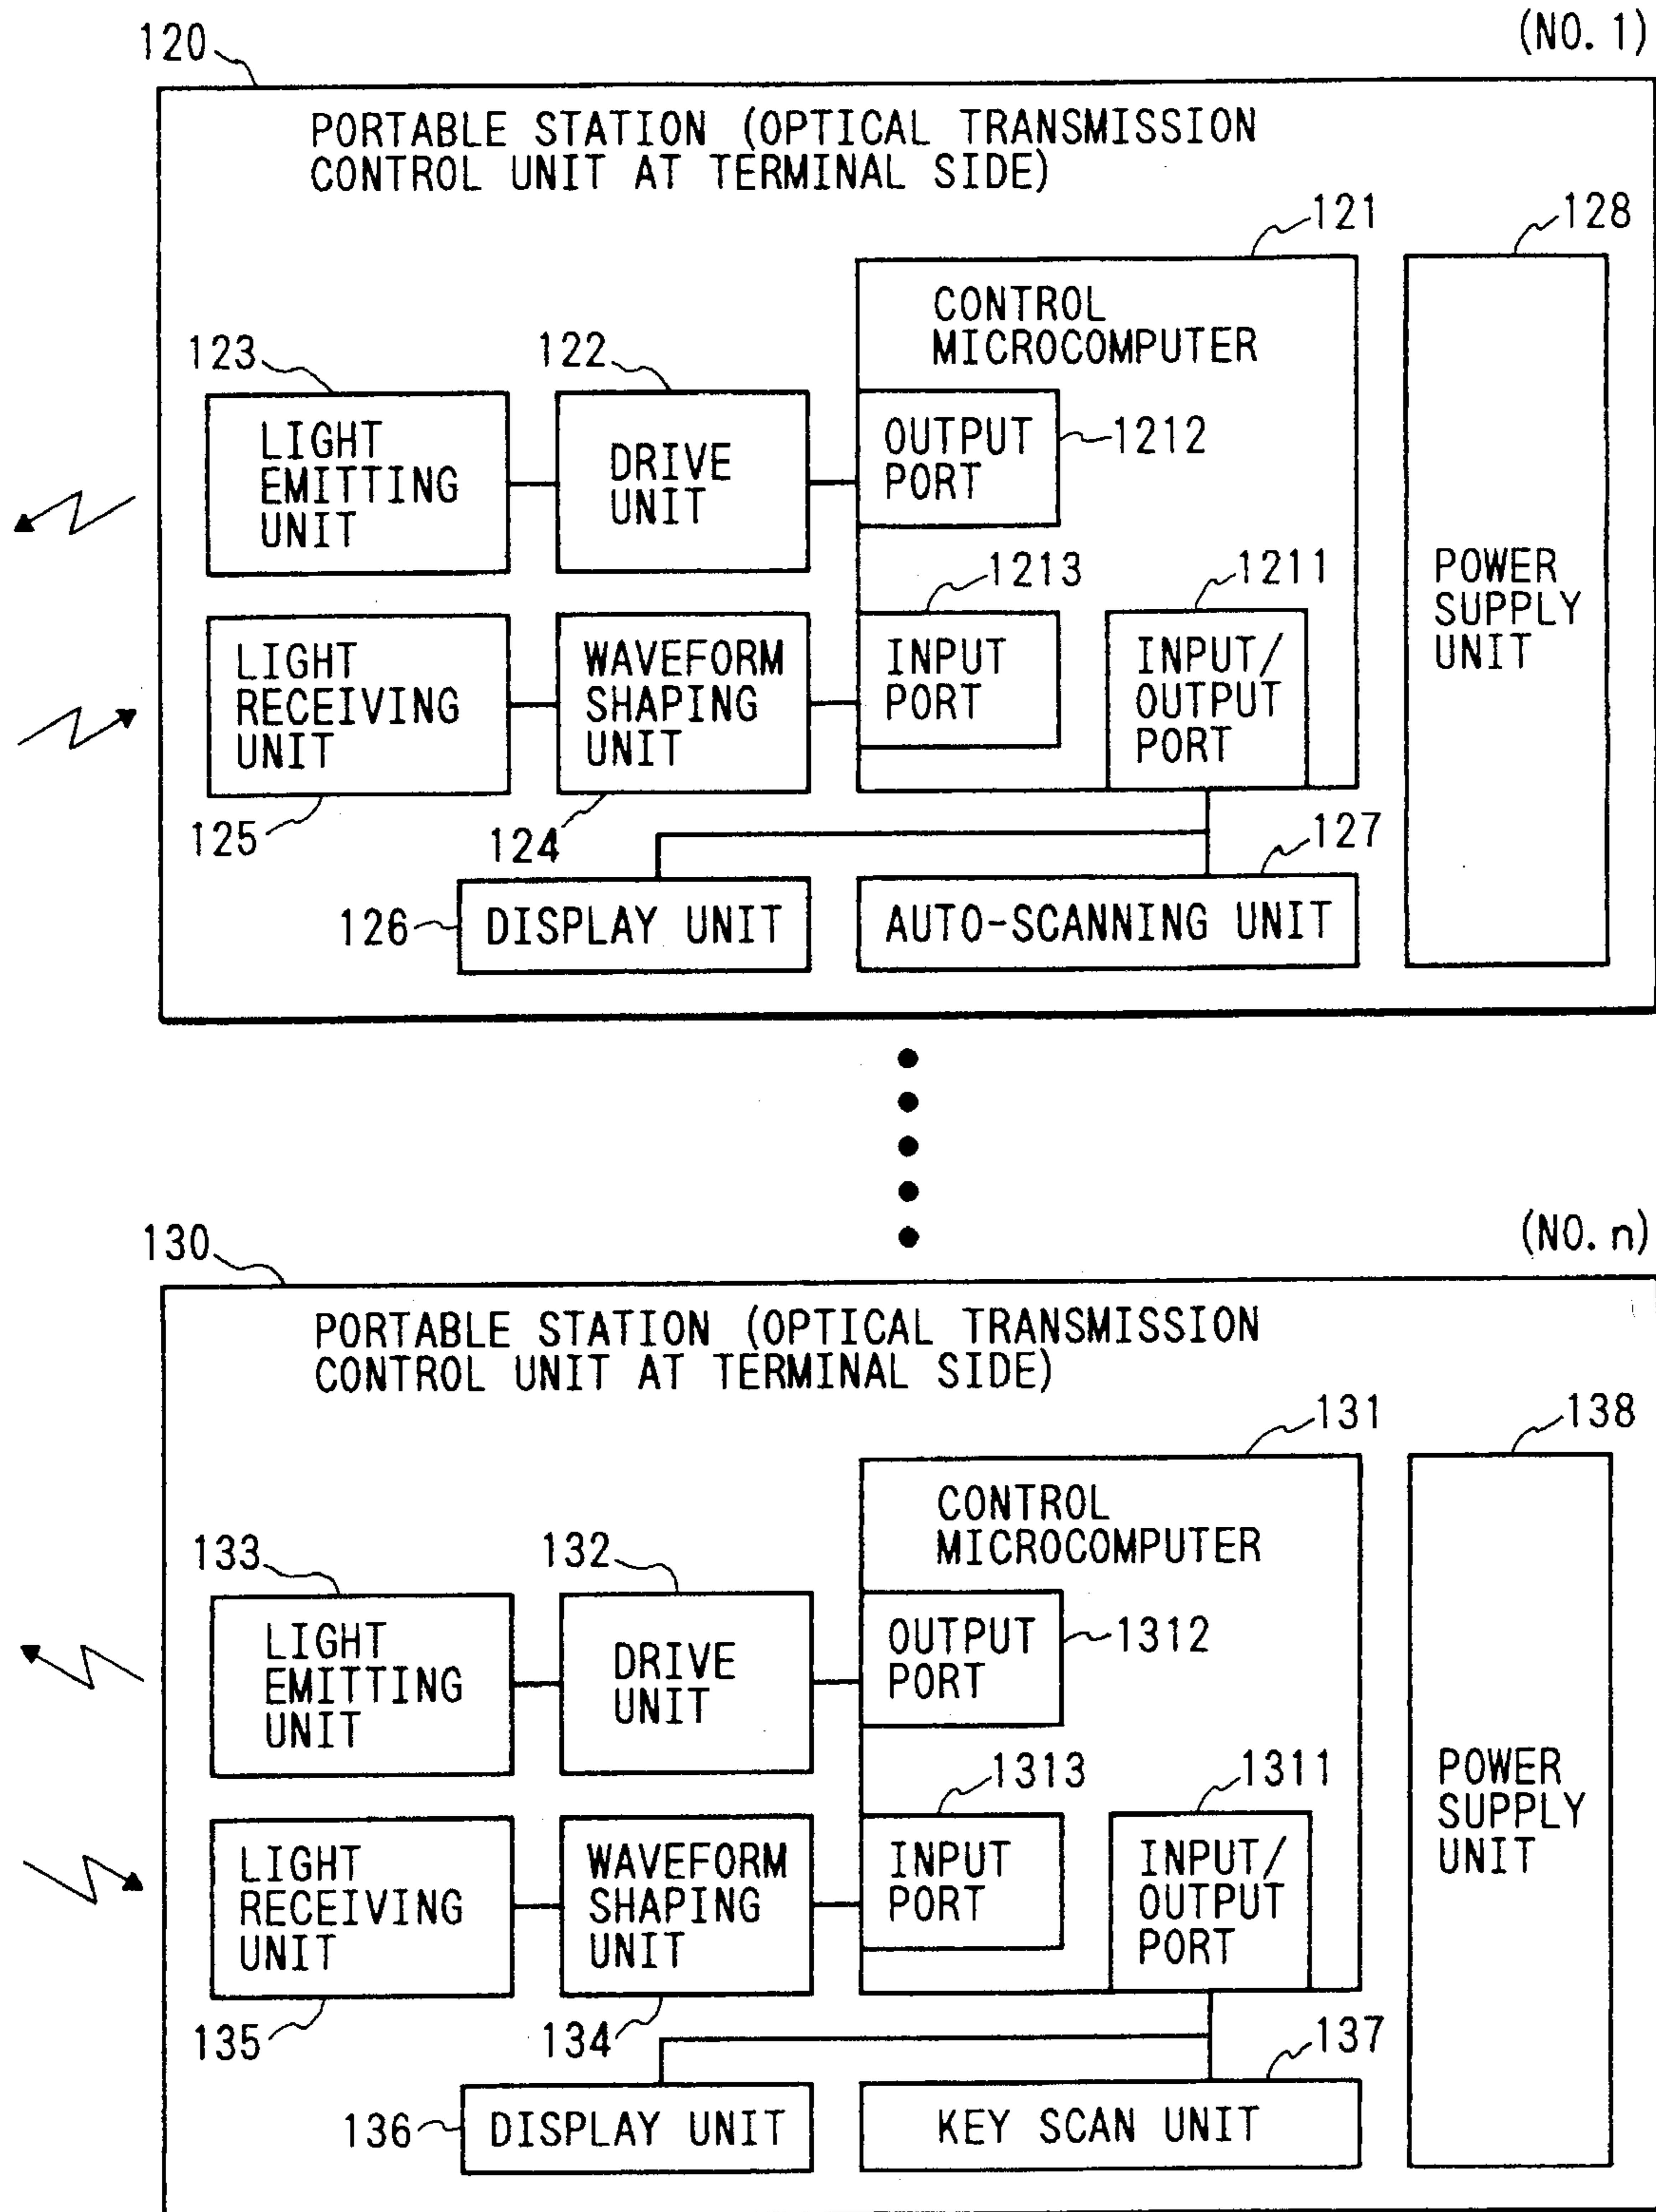 (NO. 1)
120
PORTABLE STATION (OPTICAL TRANSMISSION
CONTROL UNIT AT TERMINAL SIDE)
121
128
CONTROL
MICROCOMPUTER
123
122
LIGHT
EMITTING
UNIT
DRIVE
UNIT
OUTPUT
PORT
1212
1213
1211
POWER
SUPPLY
UNIT
LIGHT
RECEIVING
UNIT
WAVEFORM
SHAPING
UNIT
INPUT
PORT
INPUT/
OUTPUT
PORT
125
124
127
126
DISPLAY UNIT
AUTO-SCANNING UNIT
(NO. n)
130
PORTABLE STATION (OPTICAL TRANSMISSION
CONTROL UNIT AT TERMINAL SIDE)
131
138
CONTROL
MICROCOMPUTER
133
132
LIGHT
EMITTING
UNIT
DRIVE
UNIT
OUTPUT
PORT
1312
1313
1311
POWER
SUPPLY
UNIT
LIGHT
RECEIVING
UNIT
WAVEFORM
SHAPING
UNIT
INPUT
PORT
INPUT/
OUTPUT
PORT
135
134
137
136
DISPLAY UNIT
KEY SCAN UNIT